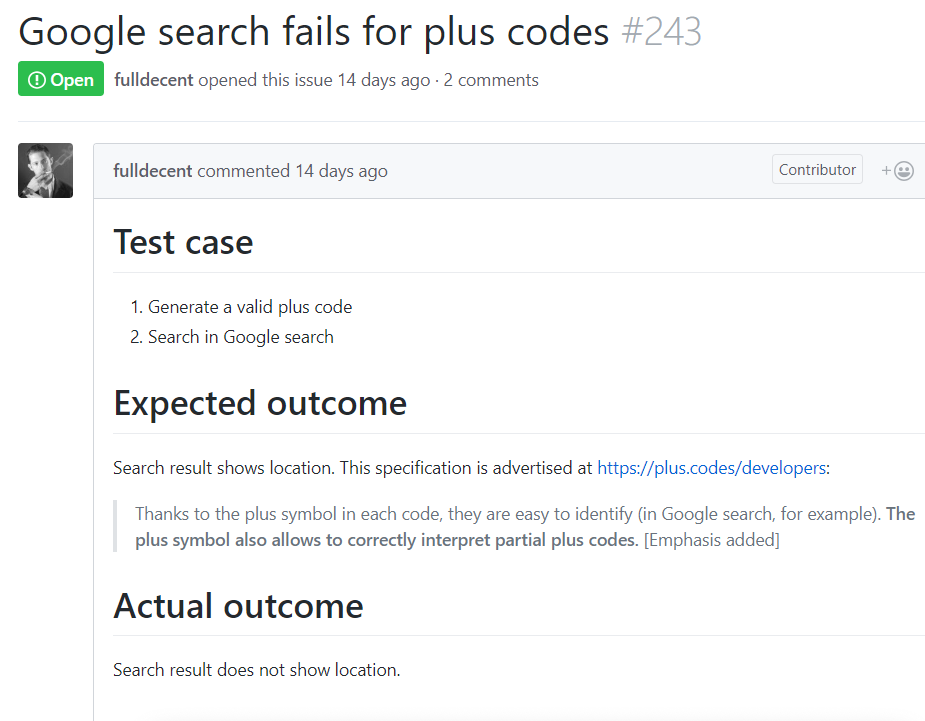 Google search fails for plus codes #243
Open fulldecent opened this issue 14 days ago · 2 comments
fulldecent commented 14 days ago Contributor +
Test case
1. Generate a valid plus code
2. Search in Google search
Expected outcome
Search result shows location. This specification is advertised at https://plus.codes/developers:
Thanks to the plus symbol in each code, they are easy to identify (in Google search, for example). The
plus symbol also allows to correctly interpret partial plus codes. [Emphasis added]
Actual outcome
Search result does not show location.